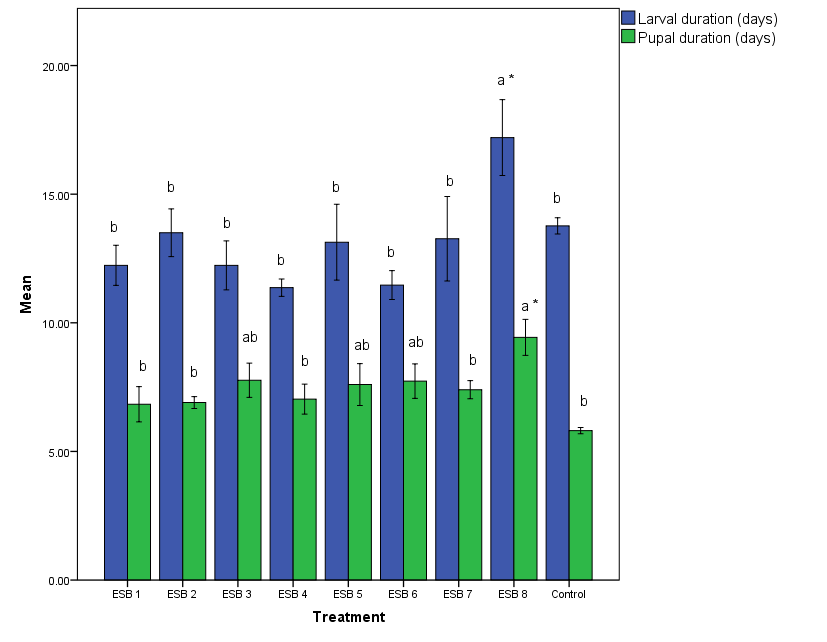 Larval duration (days)
Pupal duration (days)
20.00
15.00
10.00
5.00
0.00
Mean
b
b
b
b
b
b
b
b
b
ab
b
ab
ab
b
a *
a *
b
b
ESB 1 ESB 2 ESB 3 ESB 4 ESB 5 ESB 6 ESB 7 ESB 8 Control
Treatment